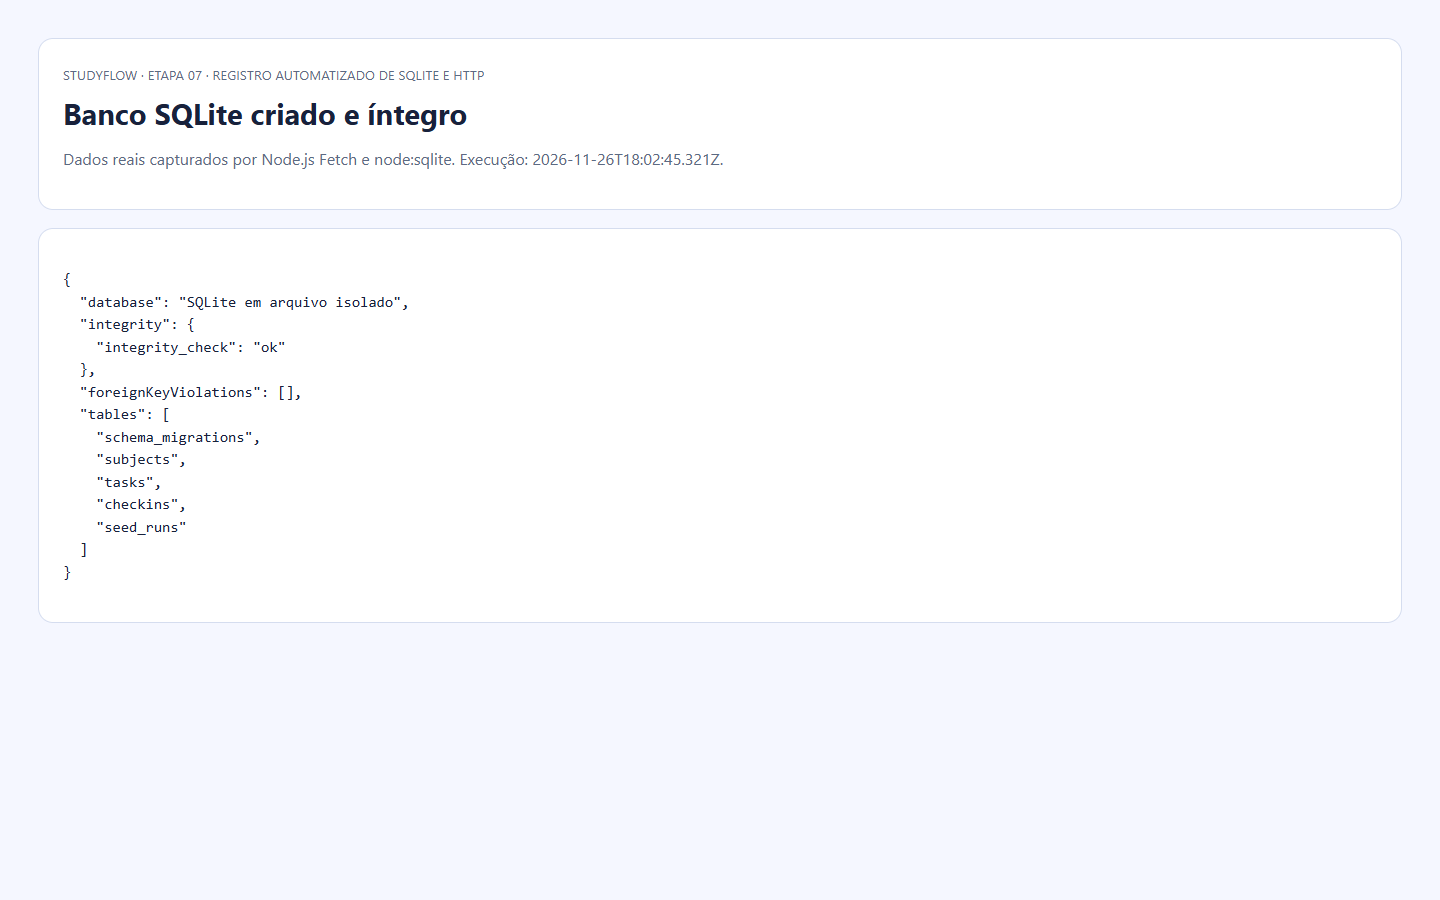 STUDYFLOW · ETAPA 07 · REGISTRO AUTOMATIZADO DE SQLITE E HTTP
Banco SQLite criado e íntegro
Dados reais capturados por Node.js Fetch e node:sqlite. Execução: 2026-11-26T18:02:45.321Z.
{
  "database": "SQLite em arquivo isolado",
  "integrity": {
    "integrity_check": "ok"
  },
  "foreignKeyViolations": [],
  "tables": [
    "schema_migrations",
    "subjects",
    "tasks",
    "checkins",
    "seed_runs"
  ]
}